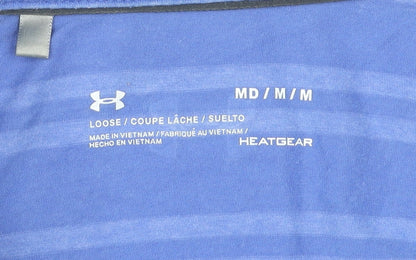 MD / M / M
LOOSE / COUPE LÂCHE / SUELTO
MADE IN VIETNAM / FABRIQUÉ AU VIETNAM /
HECHO EN VIETNAM
HEATGEAR